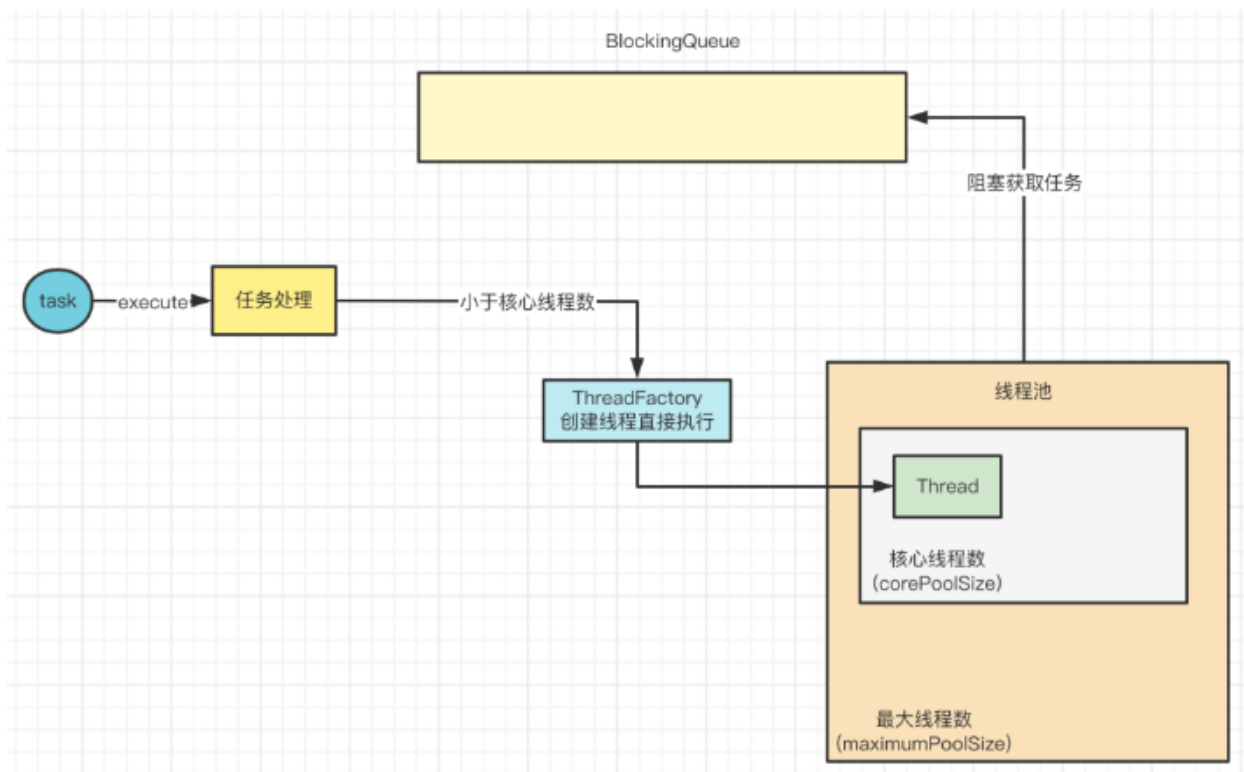 BlockingQueue
阻塞获取任务
task
execute
任务处理
小于核心线程数
ThreadFactory
创建线程直接执行
线程池
Thread
核心线程数
(corePoolSize)
最大线程数
(maximumPoolSize)